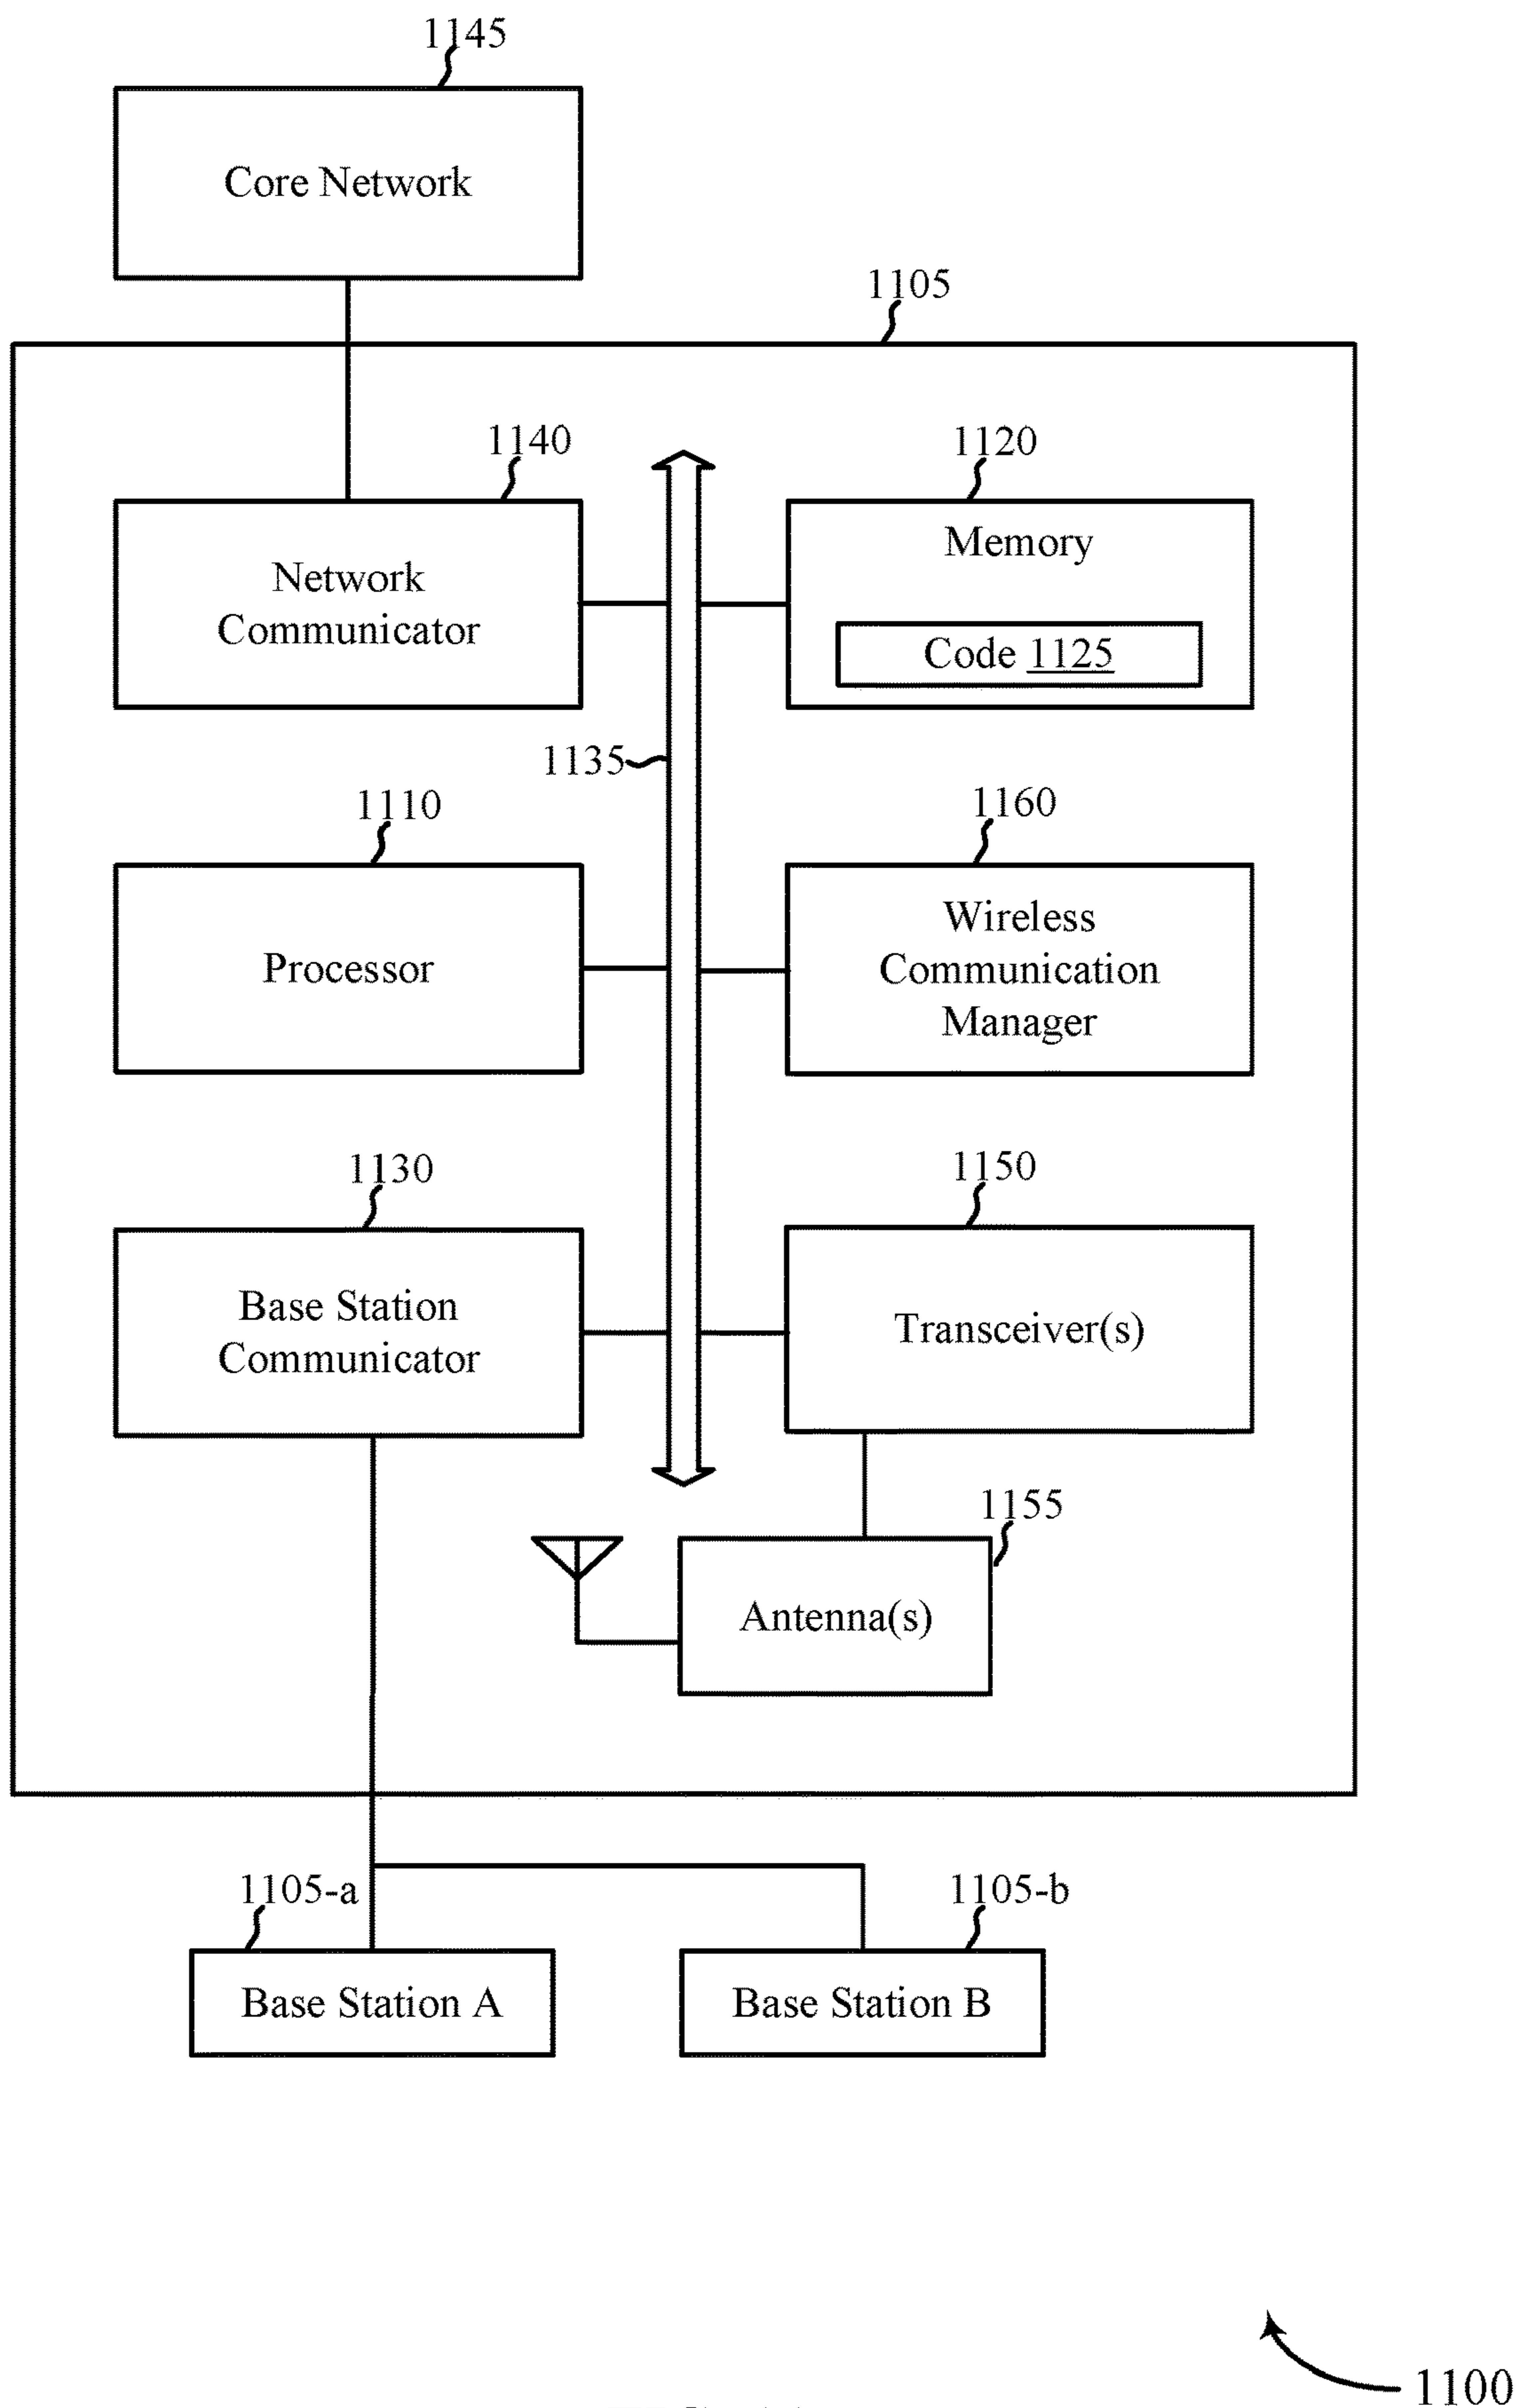 1145
Core Network
1105
1140
1120
Network
Communicator
Memory
Code 1125
1135
1110
1160
Processor
Wireless
Communication
Manager
1130
1150
Base Station
Communicator
Transceiver(s)
1155
Antenna(s)
1105-a
1105-b
Base Station A
Base Station B
1100